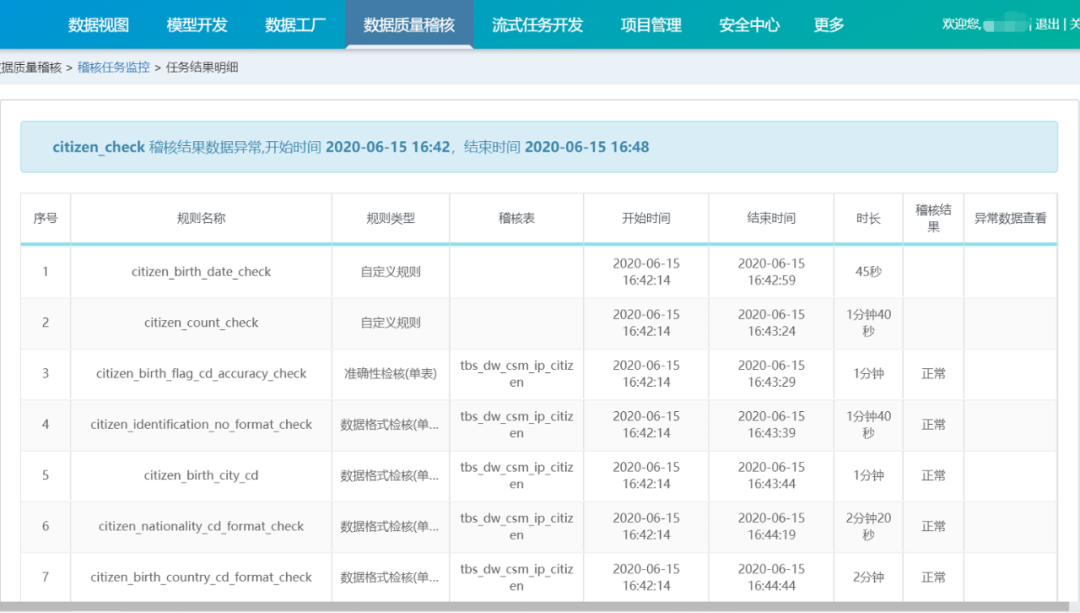 数据视图 模型开发 数据工厂 数据质量稽核 流式任务开发 项目管理 安全中心 更多 欢迎您, 退出 | 关
据质量稽核 > 稽核任务监控 > 任务结果明细
citizen_check 稽核结果数据异常,开始时间 2020-06-15 16:42，结束时间 2020-06-15 16:48
序号 规则名称 规则类型 稽核表 开始时间 结束时间 时长 稽核结果 异常数据查看
1 citizen_birth_date_check 自定义规则 2020-06-15 16:42:14 2020-06-15 16:42:59 45秒
2 citizen_count_check 自定义规则 2020-06-15 16:42:14 2020-06-15 16:43:24 1分钟40秒
3 citizen_birth_flag_cd_accuracy_check 准确性检核(单表) tbs_dw_csm_ip_citizen 2020-06-15 16:42:14 2020-06-15 16:43:29 1分钟 正常
4 citizen_identification_no_format_check 数据格式检核(单... tbs_dw_csm_ip_citizen 2020-06-15 16:42:14 2020-06-15 16:43:39 1分钟40秒 正常
5 citizen_birth_city_cd 数据格式检核(单... tbs_dw_csm_ip_citizen 2020-06-15 16:42:14 2020-06-15 16:43:44 1分钟 正常
6 citizen_nationality_cd_format_check 数据格式检核(单... tbs_dw_csm_ip_citizen 2020-06-15 16:42:14 2020-06-15 16:44:19 2分钟20秒 正常
7 citizen_birth_country_cd_format_check 数据格式检核(单... tbs_dw_csm_ip_citizen 2020-06-15 16:42:14 2020-06-15 16:44:44 2分钟 正常